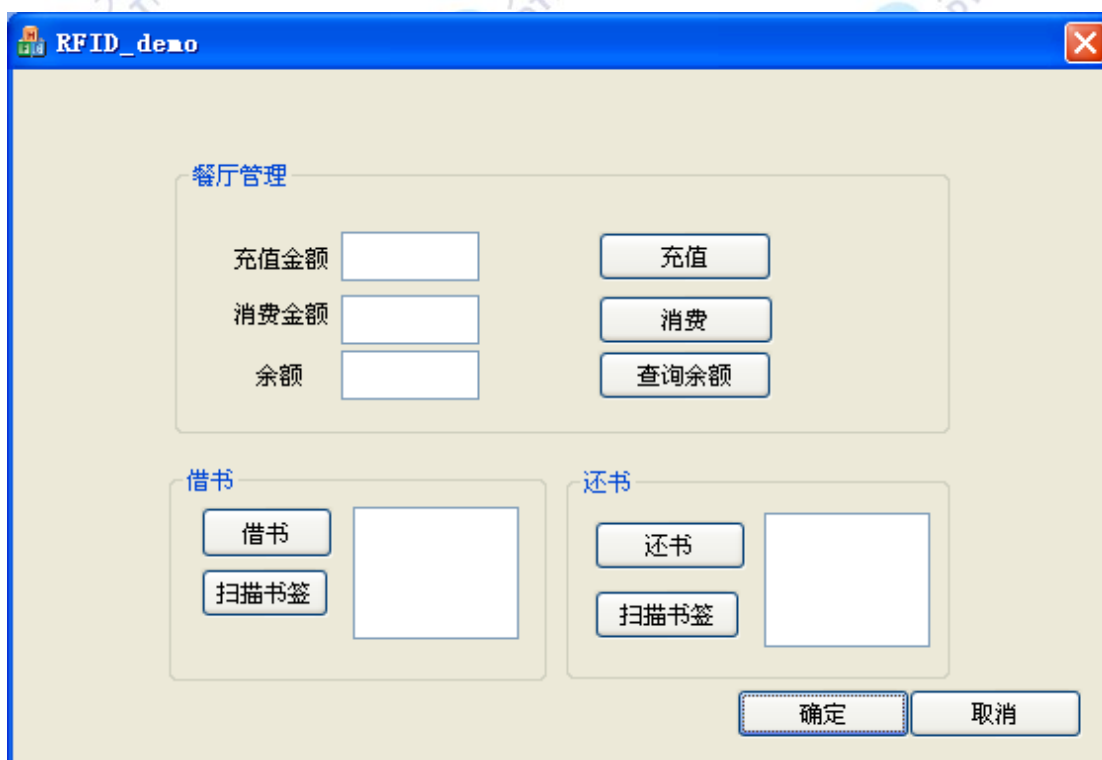 RFID_demo
餐厅管理
充值金额 充值
消费金额 消费
余额 查询余额
借书
借书
扫描书签
还书
还书
扫描书签
确定 取消